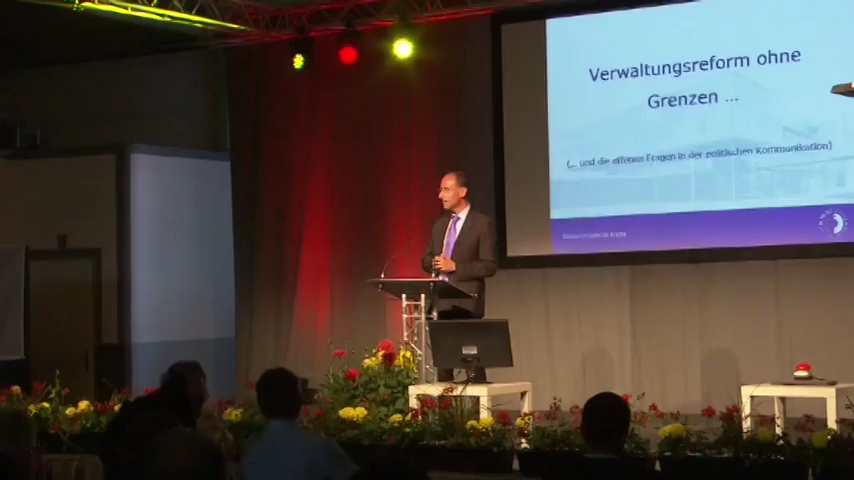 Verwaltungsreform ohne
Grenzen ...
(... und die offenen Fragen in der politischen Kommunikation)